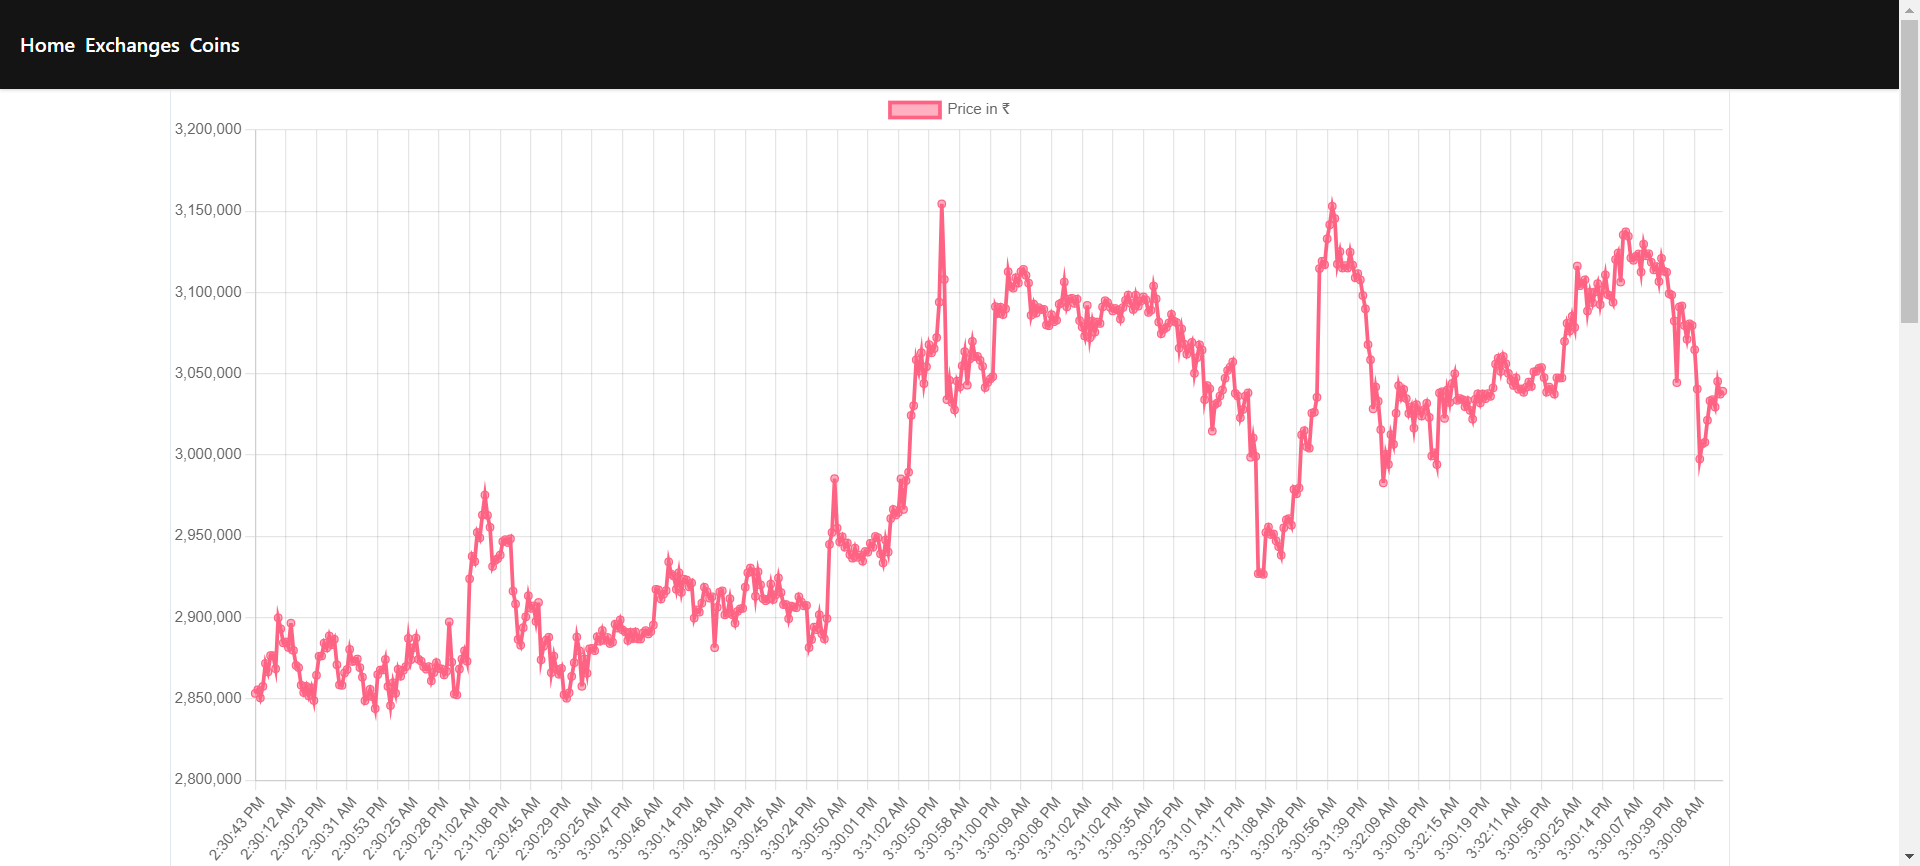 Home Exchanges Coins
Price in ₹
3,200,000
3,150,000
3,100,000
3,050,000
3,000,000
2,950,000
2,900,000
2,850,000
2,800,000
2:30:43 PM
2:30:12 AM
2:30:23 PM
2:30:31 AM
2:30:53 PM
2:30:25 AM
2:30:28 PM
2:31:02 AM
2:31:08 PM
2:30:45 AM
2:30:29 PM
3:30:25 AM
3:30:47 PM
3:30:46 AM
3:30:14 PM
3:30:48 AM
3:30:49 PM
3:30:45 AM
3:30:24 PM
3:30:50 AM
3:30:01 PM
3:31:02 AM
3:30:50 PM
3:30:58 AM
3:31:00 PM
3:30:09 AM
3:30:08 PM
3:31:02 AM
3:31:02 PM
3:30:35 AM
3:30:25 PM
3:31:01 AM
3:31:17 PM
3:31:08 AM
3:30:28 PM
3:30:56 AM
3:31:39 PM
3:32:09 AM
3:30:08 PM
3:32:15 AM
3:30:19 PM
3:32:11 AM
3:30:56 PM
3:30:25 AM
3:30:14 PM
3:30:07 AM
3:30:39 PM
3:30:08 AM